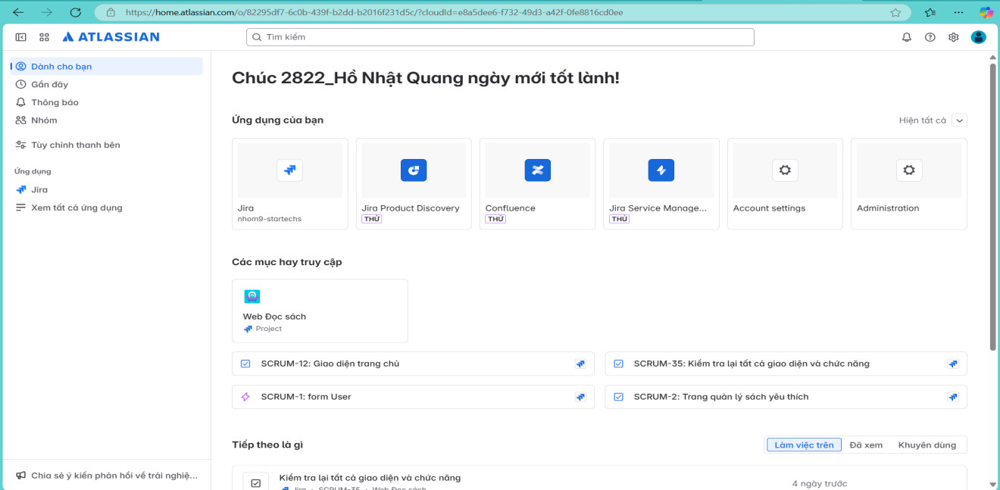 https://home.atlassian.com/o/82295df7-6c0b-439f-b2dd-b2016f231d5c/?cloudId=e8a5dee6-f732-49d3-a42f-0fe8816cd0ee
ATLASSIAN
Tìm kiếm
Dành cho bạn
Gần đây
Thông báo
Nhóm
Tùy chỉnh thanh bên
Ứng dụng
Jira
Xem tất cả ứng dụng
Chia sẻ ý kiến phản hồi về trải nghiệ...
Chúc 2822_Hồ Nhật Quang ngày mới tốt lành!
Ứng dụng của bạn
Hiện tất cả
Jira
nhom9-startechs
Jira Product Discovery
THỬ
Confluence
THỬ
Jira Service Manage...
THỬ
Account settings
Administration
Các mục hay truy cập
Web Đọc sách
Project
SCRUM-12: Giao diện trang chủ
SCRUM-35: Kiểm tra lại tất cả giao diện và chức năng
SCRUM-1: form User
SCRUM-2: Trang quản lý sách yêu thích
Tiếp theo là gì
Làm việc trên
Đã xem
Khuyên dùng
Kiểm tra lại tất cả giao diện và chức năng
Jira • SCRUM-35 • Web Đọc sách
4 ngày trước